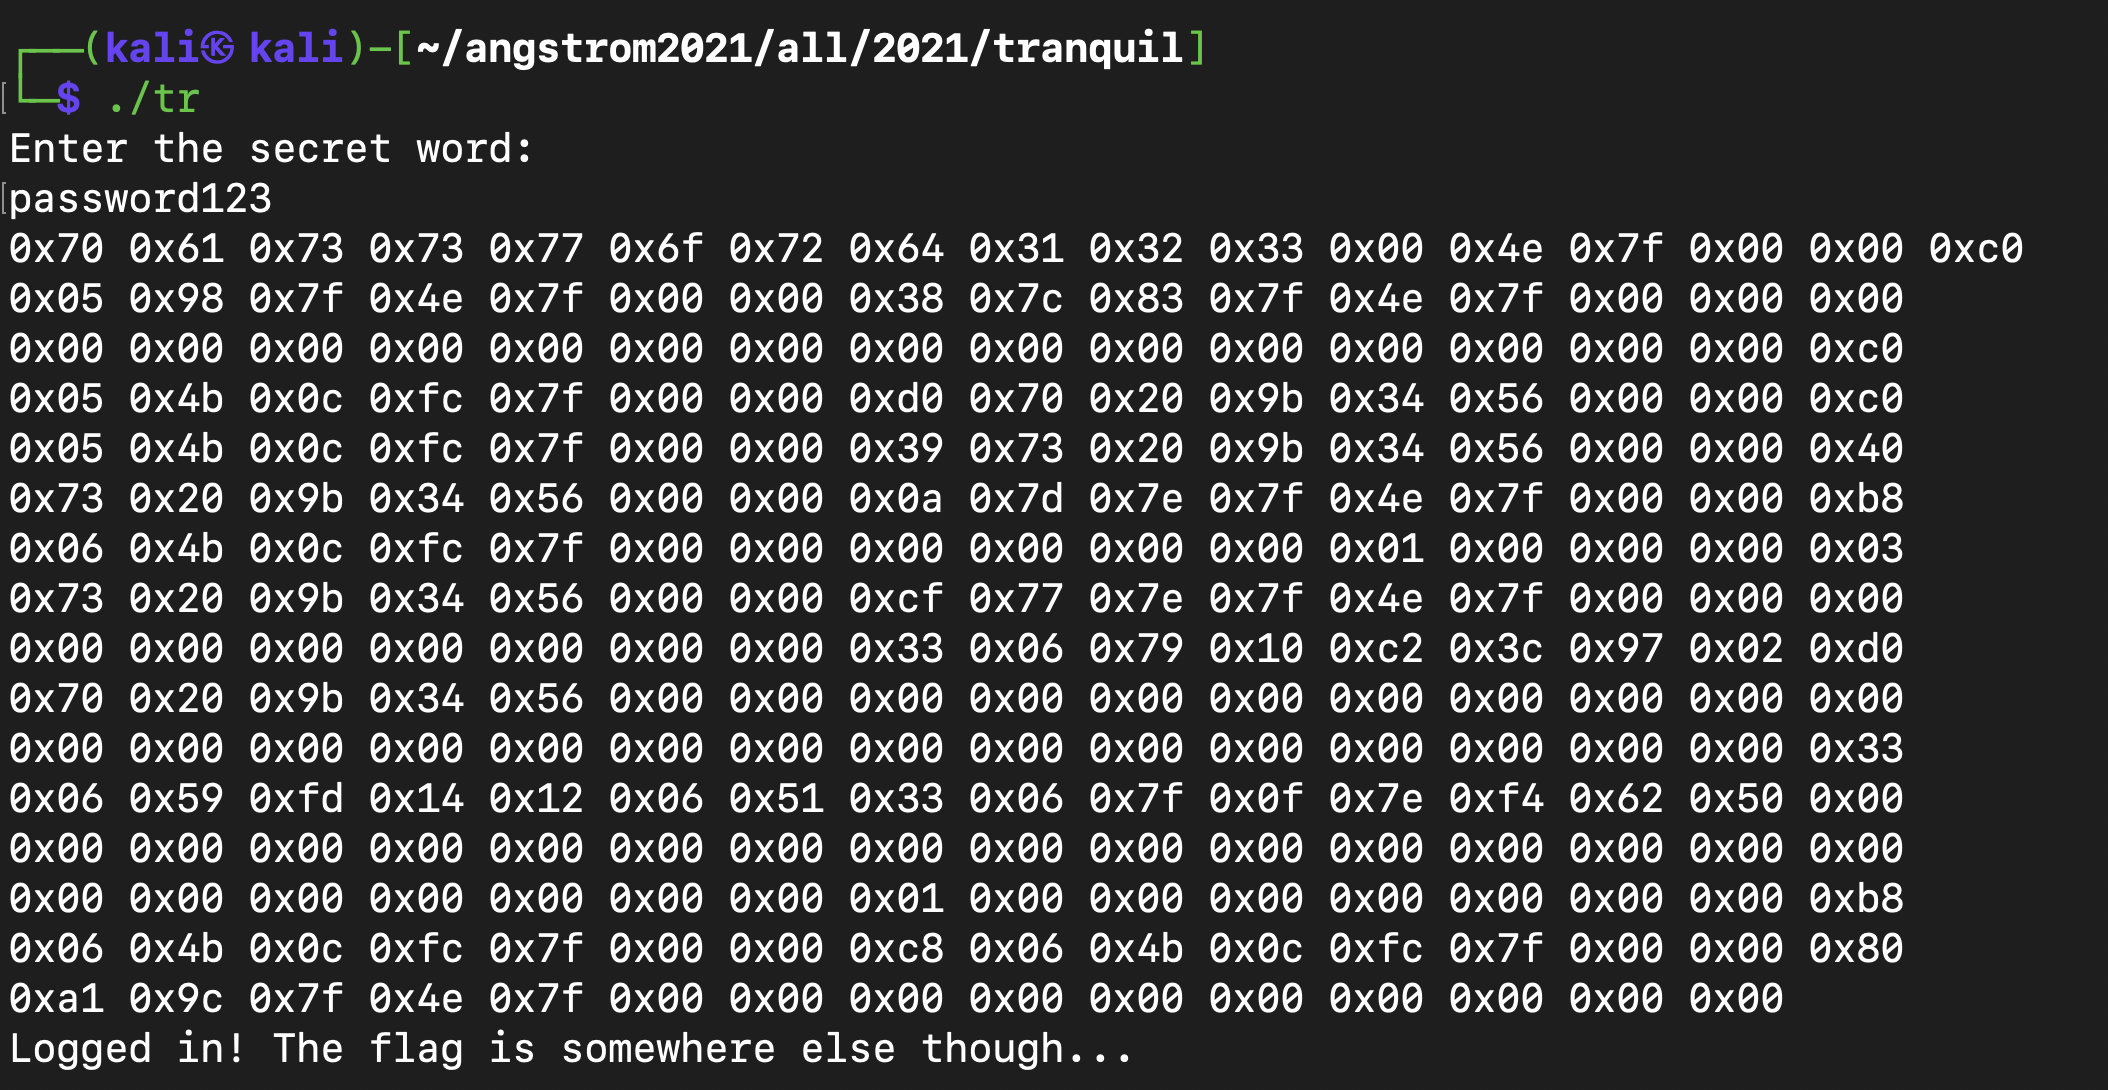 ┌──(kali㉿kali)-[~/angstrom2021/all/2021/tranquil]
└─$ ./tr
Enter the secret word:
password123
0x70 0x61 0x73 0x73 0x77 0x6f 0x72 0x64 0x31 0x32 0x33 0x00 0x4e 0x7f 0x00 0x00 0xc0
0x05 0x98 0x7f 0x4e 0x7f 0x00 0x00 0x38 0x7c 0x83 0x7f 0x4e 0x7f 0x00 0x00 0x00
0x00 0x00 0x00 0x00 0x00 0x00 0x00 0x00 0x00 0x00 0x00 0x00 0x00 0x00 0x00 0xc0
0x05 0x4b 0x0c 0xfc 0x7f 0x00 0x00 0xd0 0x70 0x20 0x9b 0x34 0x56 0x00 0x00 0xc0
0x05 0x4b 0x0c 0xfc 0x7f 0x00 0x00 0x39 0x73 0x20 0x9b 0x34 0x56 0x00 0x00 0x40
0x73 0x20 0x9b 0x34 0x56 0x00 0x00 0x0a 0x7d 0x7e 0x7f 0x4e 0x7f 0x00 0x00 0xb8
0x06 0x4b 0x0c 0xfc 0x7f 0x00 0x00 0x00 0x00 0x00 0x00 0x01 0x00 0x00 0x00 0x03
0x73 0x20 0x9b 0x34 0x56 0x00 0x00 0xcf 0x77 0x7e 0x7f 0x4e 0x7f 0x00 0x00 0x00
0x00 0x00 0x00 0x00 0x00 0x00 0x00 0x33 0x06 0x79 0x10 0xc2 0x3c 0x97 0x02 0xd0
0x70 0x20 0x9b 0x34 0x56 0x00 0x00 0x00 0x00 0x00 0x00 0x00 0x00 0x00 0x00 0x00
0x00 0x00 0x00 0x00 0x00 0x00 0x00 0x00 0x00 0x00 0x00 0x00 0x00 0x00 0x00 0x33
0x06 0x59 0xfd 0x14 0x12 0x06 0x51 0x33 0x06 0x7f 0x0f 0x7e 0xf4 0x62 0x50 0x00
0x00 0x00 0x00 0x00 0x00 0x00 0x00 0x00 0x00 0x00 0x00 0x00 0x00 0x00 0x00 0x00
0x00 0x00 0x00 0x00 0x00 0x00 0x00 0x01 0x00 0x00 0x00 0x00 0x00 0x00 0x00 0xb8
0x06 0x4b 0x0c 0xfc 0x7f 0x00 0x00 0xc8 0x06 0x4b 0x0c 0xfc 0x7f 0x00 0x00 0x80
0xa1 0x9c 0x7f 0x4e 0x7f 0x00 0x00 0x00 0x00 0x00 0x00 0x00 0x00 0x00 0x00
Logged in! The flag is somewhere else though...